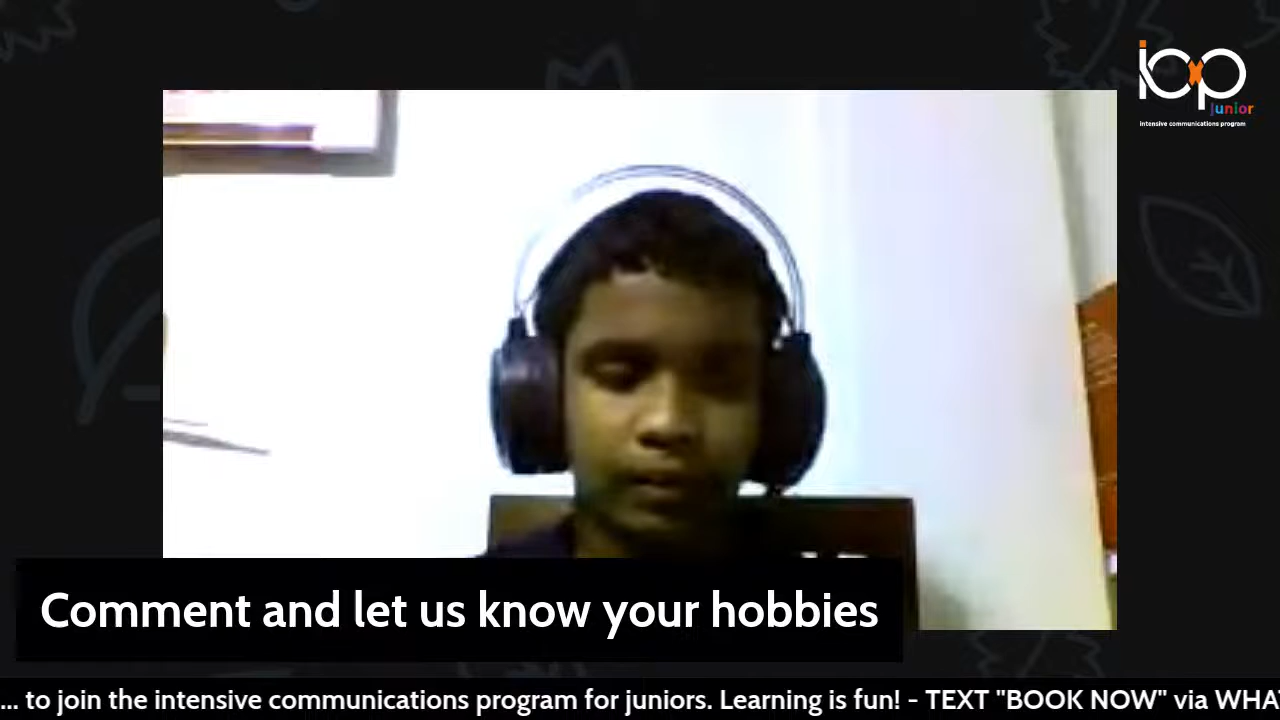 icxp
junior
intensive communications program
Comment and let us know your hobbies
... to join the intensive communications program for juniors. Learning is fun! - TEXT "BOOK NOW" via WHA